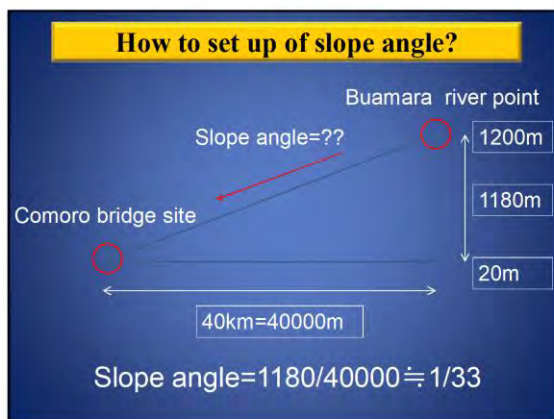 How to set up of slope angle?
Buamara river point
Slope angle=??
1200m
1180m
Comoro bridge site
20m
40km=40000m
Slope angle=1180/40000≒1/33